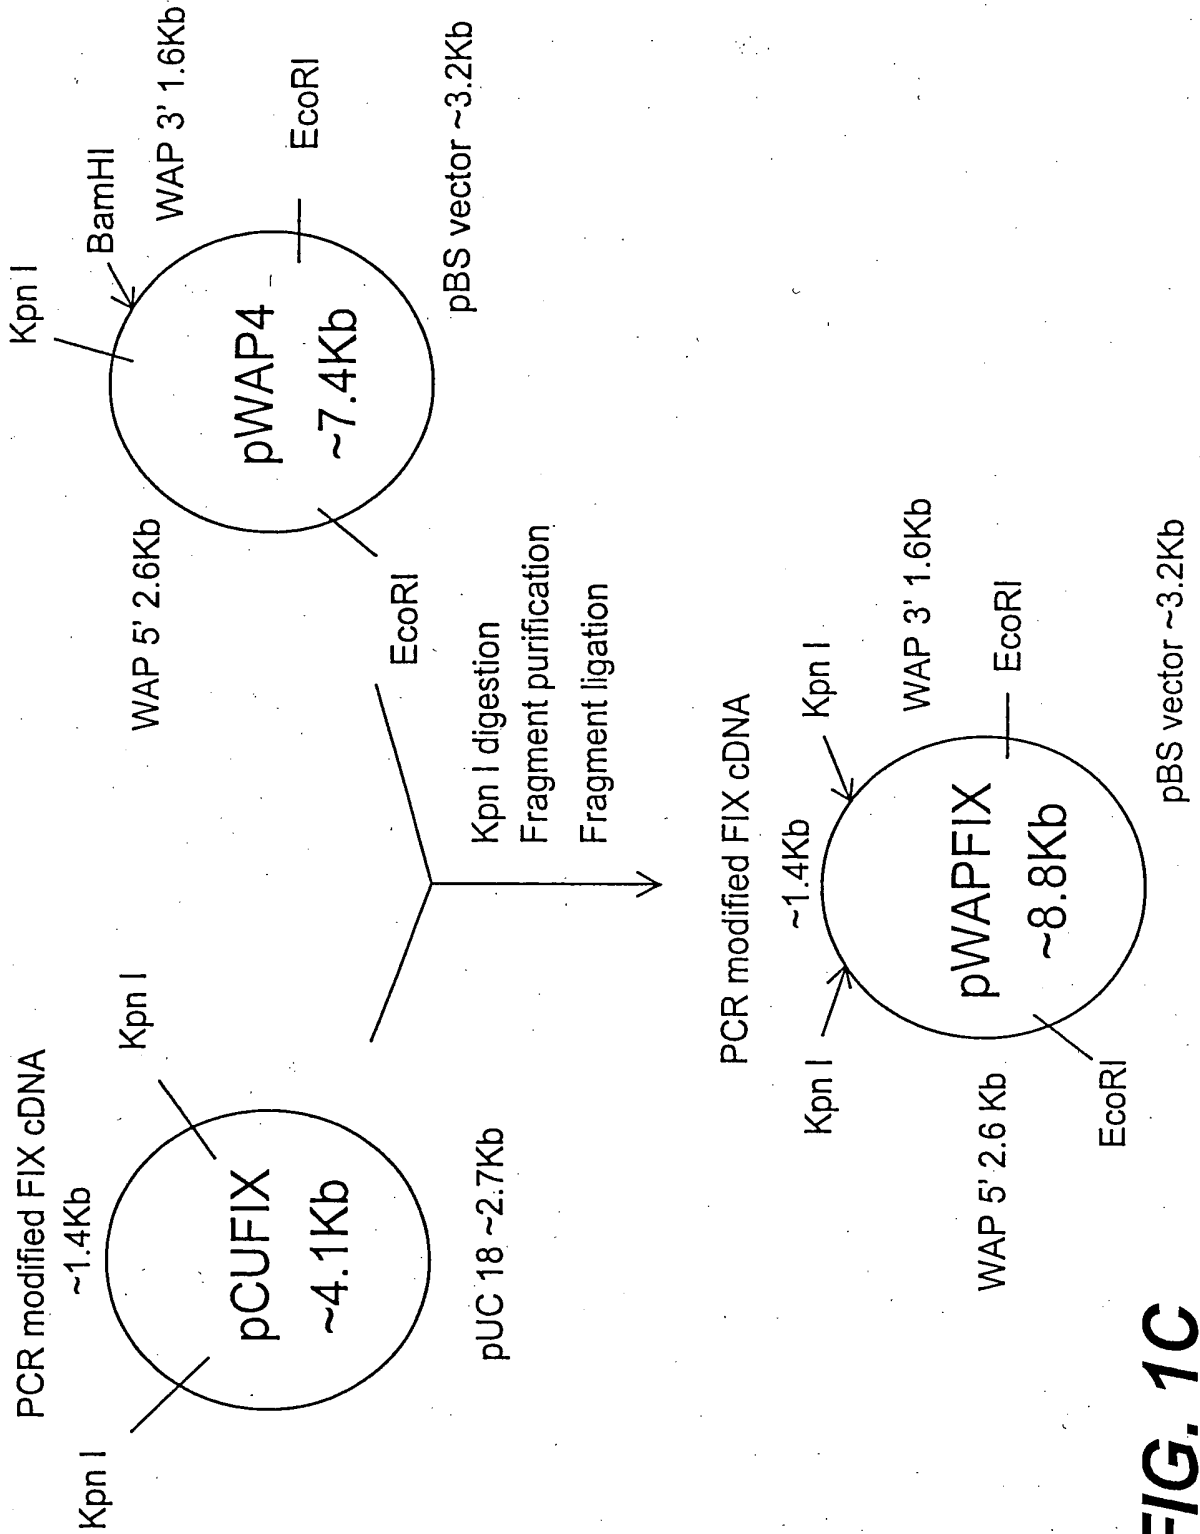 PCR modified FIX cDNA
~1.4Kb
Kpn I
Kpn I
pCUFIX
~4.1Kb
pUC 18 ~2.7Kb
Kpn I
BamHI
WAP 5' 2.6Kb
WAP 3' 1.6Kb
pWAP4
~7.4Kb
EcoRI
EcoRI
pBS vector ~3.2Kb
Kpn I digestion
Fragment purification
Fragment ligation
PCR modified FIX cDNA
~1.4Kb
Kpn I
Kpn I
WAP 5' 2.6 Kb
WAP 3' 1.6Kb
pWAPFIX
~8.8Kb
EcoRI
EcoRI
pBS vector ~3.2Kb
FIG. 1C